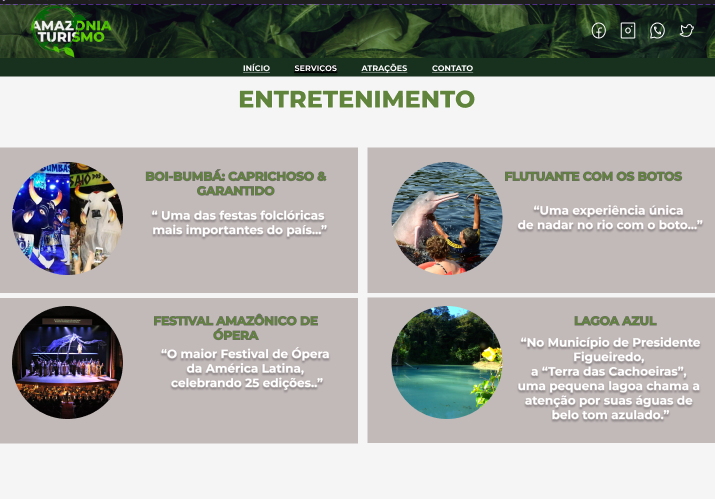 AMAZONIA
TURISMO
INÍCIO SERVICOS ATRAÇÕES CONTATO
ENTRETENIMENTO
BOI-BUMBÁ: CAPRICHOSO &
GARANTIDO
“ Uma das festas folclóricas
mais importantes do país...”
FLUTUANTE COM OS BOTOS
“Uma experiência única
de nadar no rio com o boto...”
FESTIVAL AMAZÔNICO DE
ÓPERA
“O maior Festival de Ópera
da América Latina,
celebrando 25 edições..”
LAGOA AZUL
“No Município de Presidente
Figueiredo,
a “Terra das Cachoeiras”,
uma pequena lagoa chama a
atenção por suas águas de
belo tom azulado.”